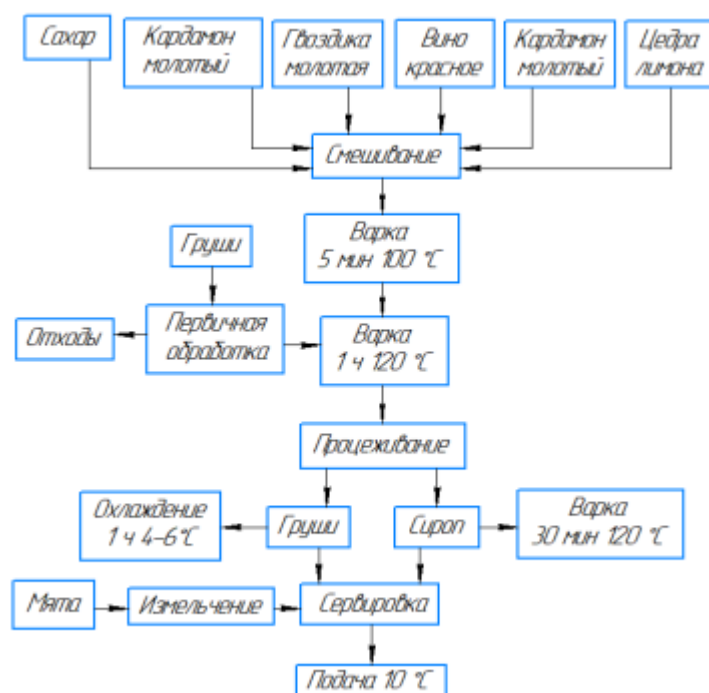 Сахар
Кардамон
молотый
Гвоздика
молотая
Вино
красное
Кардамон
молотый
Цедра
лимона
Смешивание
Варка
5 мин 100 °С
Груши
Отходы
Первичная
обработка
Варка
1 ч 120 °С
Процеживание
Охлаждение
1 ч 4-6°С
Груши
Сироп
Варка
30 мин 120 °С
Мята
Измельчение
Сервировка
Подача 10 °С